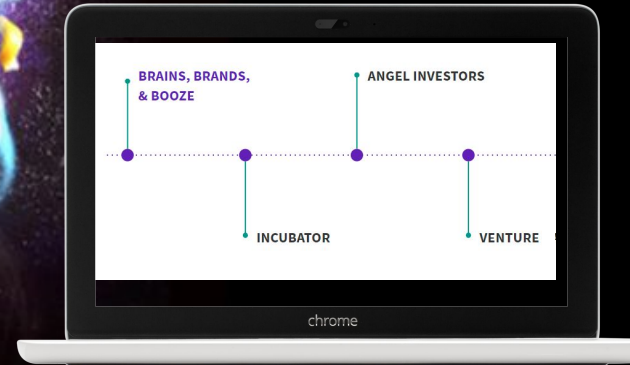 BRAINS, BRANDS,
& BOOZE
ANGEL INVESTORS
INCUBATOR
VENTURE
chrome